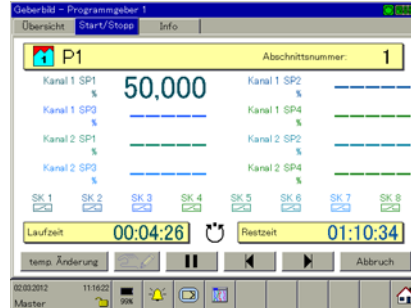 Geberbild – Programmgeber 1
Übersicht Start/Stopp Info
1 P1 Abschnittsnummer: 1
Kanal 1 SP1 % 50,000 Kanal 1 SP2 % ------
Kanal 1 SP3 % ------ Kanal 1 SP4 % ------
Kanal 2 SP1 % ------ Kanal 2 SP2 % ------
Kanal 2 SP3 % ------ Kanal 2 SP4 % ------
SK 1 SK 2 SK 3 SK 4 SK 5 SK 6 SK 7 SK 8
Laufzeit 00:04:26 Restzeit 01:10:34
temp. Änderung Abbruch
02.03.2012 11:16:22
Master 99%